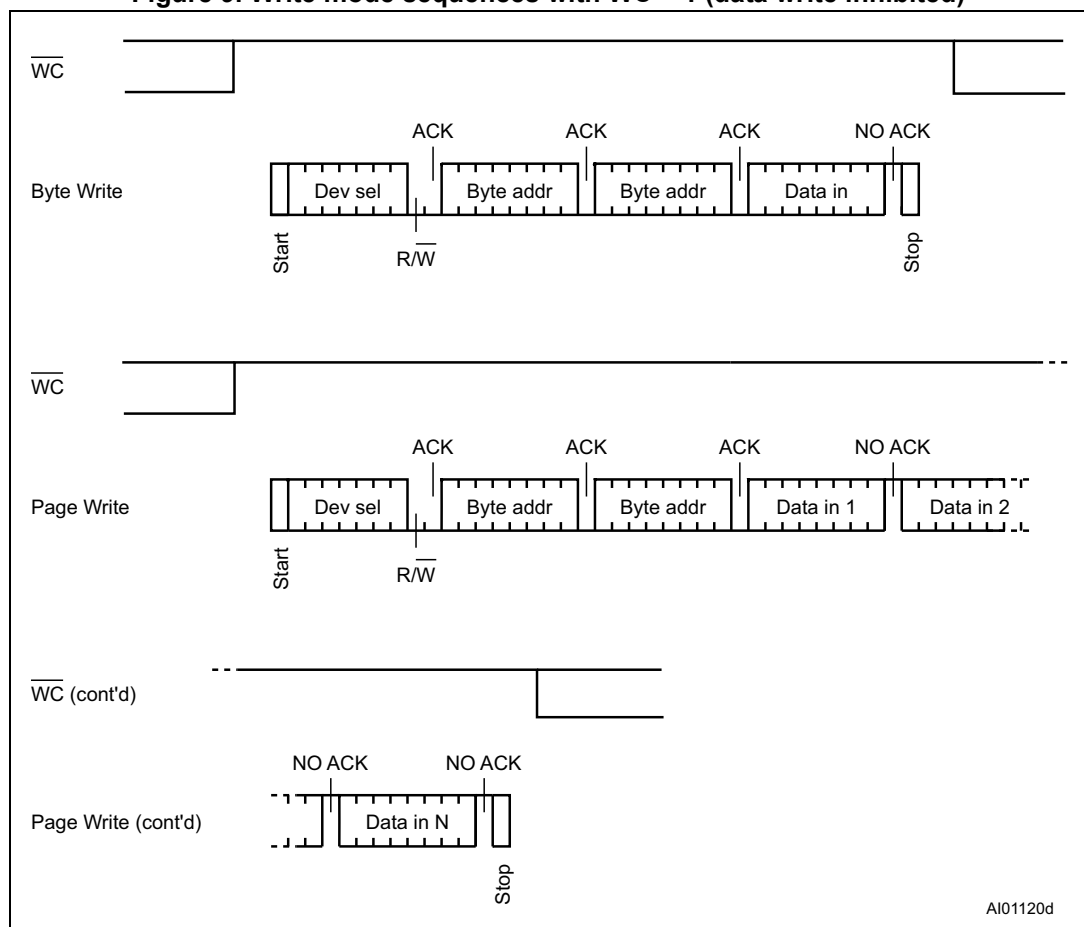 WC
ACK ACK ACK NO ACK
Byte Write Dev sel Byte addr Byte addr Data in
Start R/W Stop
WC
ACK ACK ACK NO ACK
Page Write Dev sel Byte addr Byte addr Data in 1 Data in 2
Start R/W
WC (cont'd)
NO ACK NO ACK
Page Write (cont'd) Data in N
Stop
AI01120d